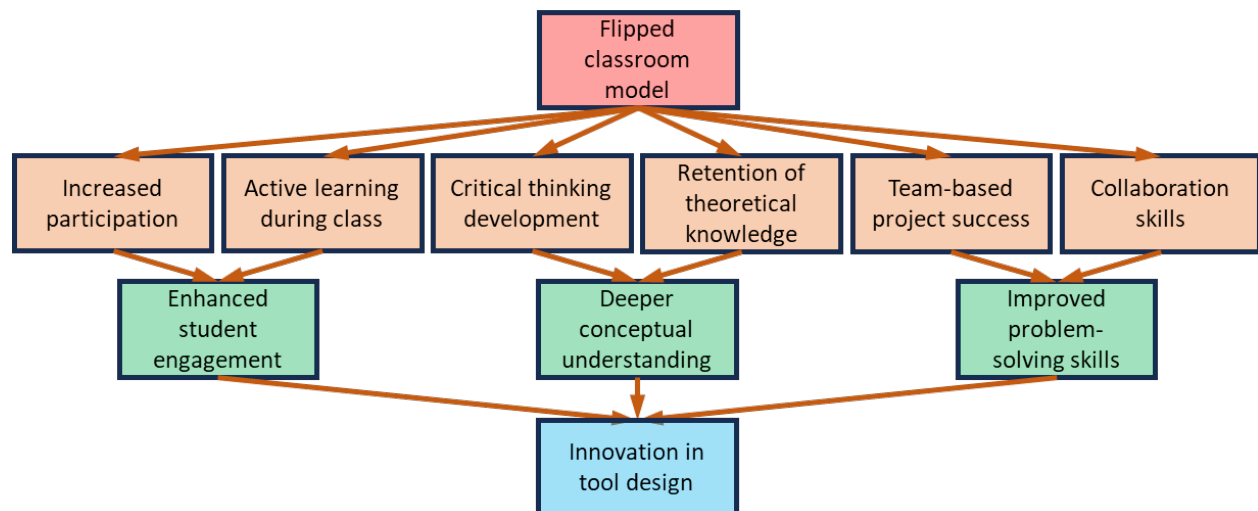 Flipped
classroom
model
Increased
participation
Active learning
during class
Critical thinking
development
Retention of
theoretical
knowledge
Team-based
project success
Collaboration
skills
Enhanced
student
engagement
Deeper
conceptual
understanding
Improved
problem-
solving skills
Innovation in
tool design